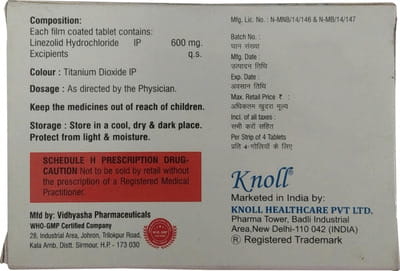 Composition:
Each film coated tablet contains:
Linezolid Hydrochloride IP 600 mg.
Excipients q.s.
Colour : Titanium Dioxide IP
Dosage : As directed by the Physician.
Keep the medicines out of reach of children.
Storage : Store in a cool, dry & dark place.
Protect from light & moisture.
SCHEDULE H PRESCRIPTION DRUG-
CAUTION Not to be sold by retail without
the prescription of a Registered Medical
Practitioner.
Mfd by: Vidhyasha Pharmaceuticals
WHO-GMP Certified Company
28, Industrial Area, Johron, Trilokpur Road,
Kala Amb, Distt. Sirmour, H.P - 173 030
Mfg. Lic. No. : N-MNB/14/146 & N-MB/14/147
Batch No. :
घान संख्या
Mfg. Date :
उत्पादन तिथि
Exp. Date :
अवसान तिथि
Max. Retail Price ₹ :
अधिकतम खुदरा मूल्य
Incl. of all taxes :
सभी करों सहित
Per Strip of 4 Tablets
प्रति 4-गोलियों के लिए
Knoll®
Marketed in India by:
KNOLL HEALTHCARE PVT LTD.
Pharma Tower, Badli Industrial
Area, New Delhi-110 042 (INDIA)
® Registered Trademark